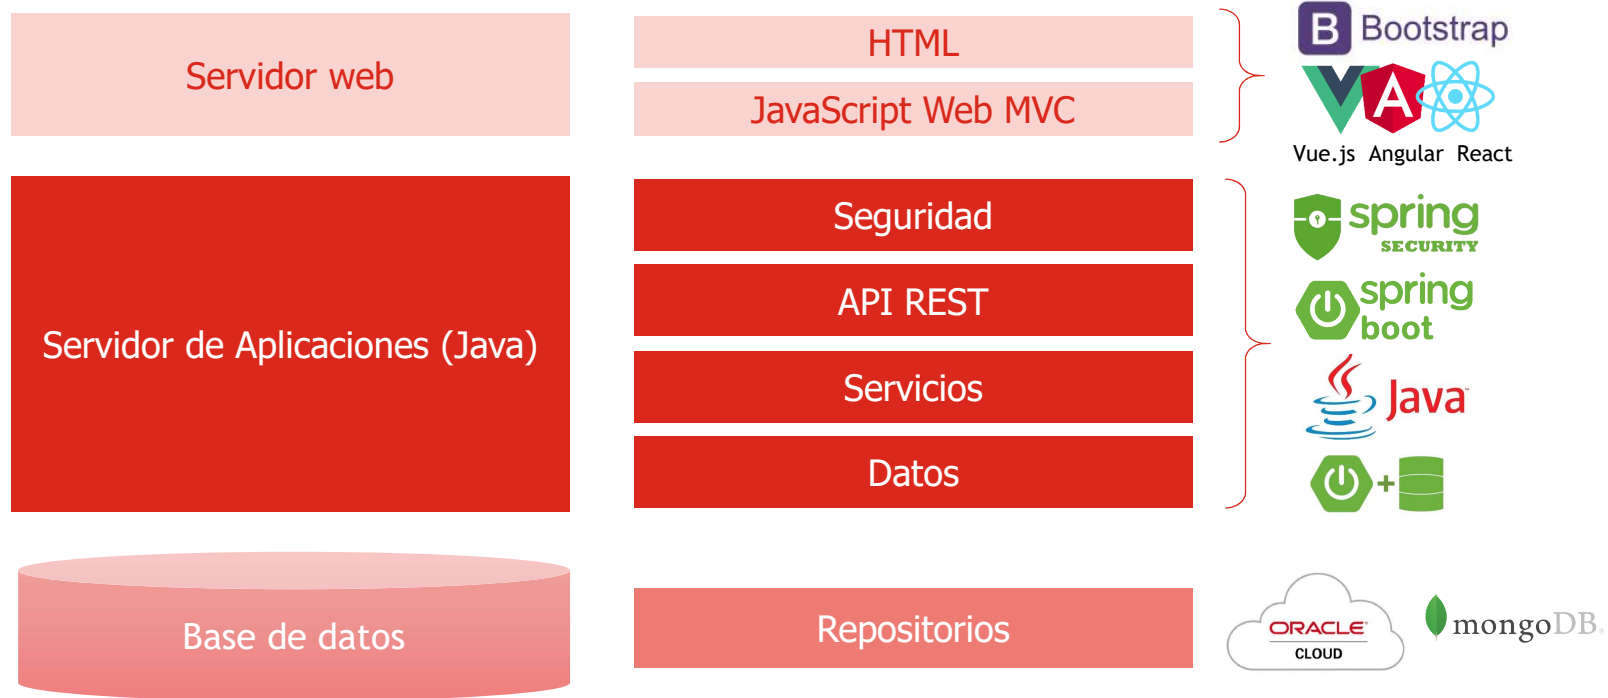 Servidor web
HTML
JavaScript Web MVC
B Bootstrap
A
Vue.js Angular React
Servidor de Aplicaciones (Java)
Seguridad
API REST
Servicios
Datos
spring
SECURITY
spring
boot
Java™
+
Base de datos
Repositorios
ORACLE
CLOUD
mongoDB®